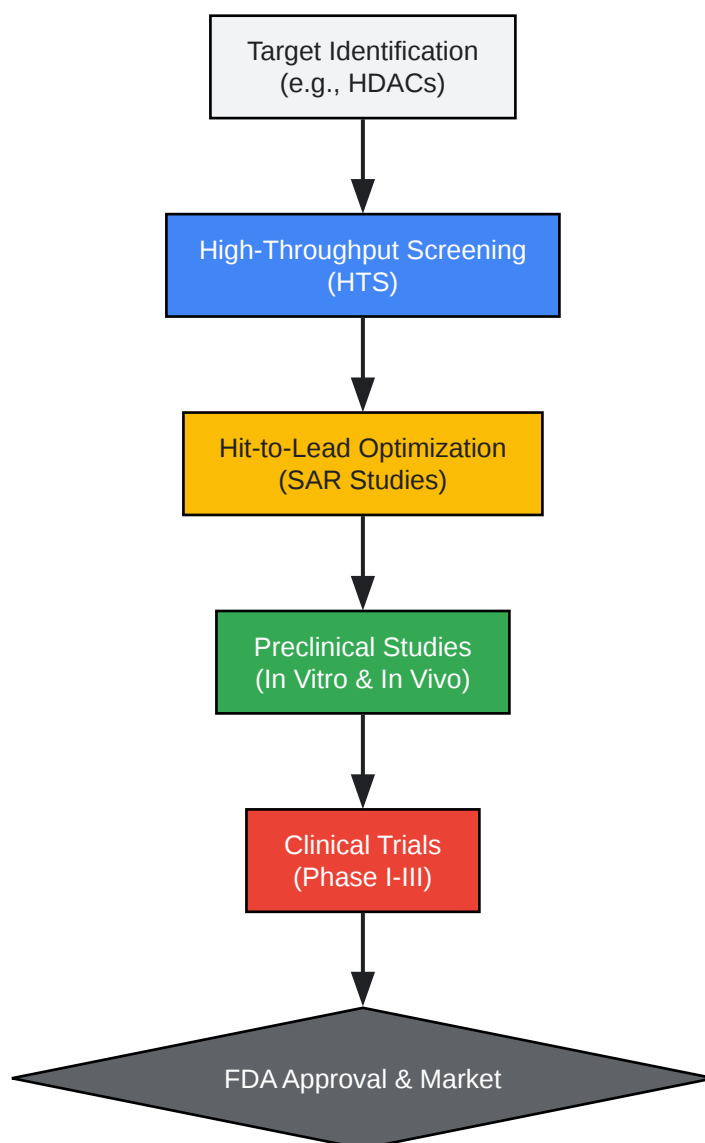 Target Identification
(e.g., HDACs)
High-Throughput Screening
(HTS)
Hit-to-Lead Optimization
(SAR Studies)
Preclinical Studies
(In Vitro & In Vivo)
Clinical Trials
(Phase I-III)
FDA Approval & Market